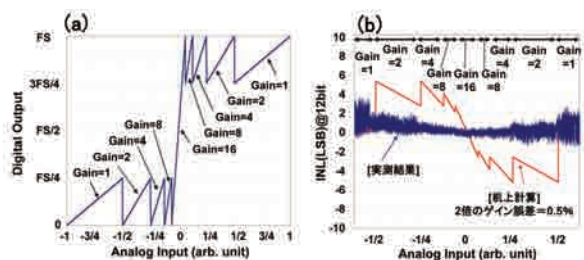 (a)
FS
3FS/4
FS/2
FS/4
0
Digital Output
Gain=1
Gain=2
Gain=4
Gain=8
Gain=16
Gain=8
Gain=4
Gain=2
Gain=1
-1 -3/4 -1/2 -1/4 0 1/4 1/2 3/4 1
Analog Input (arb. unit)
(b)
INL(LSB)@12bit
10
8
6
4
2
0
-2
-4
-6
-8
-10
Gain =1
Gain =2
Gain =4
Gain =8
Gain =16
Gain =8
Gain =4
Gain =2
Gain =1
[実測結果]
[机上計算]
2倍のゲイン誤差=0.5%
-1/2 -1/4 0 1/4 1/2
Analog Input (arb. unit)